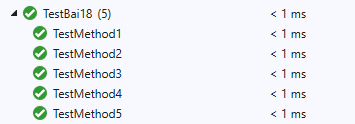 TestBai18 (5) < 1 ms
TestMethod1 < 1 ms
TestMethod2 < 1 ms
TestMethod3 < 1 ms
TestMethod4 < 1 ms
TestMethod5 < 1 ms